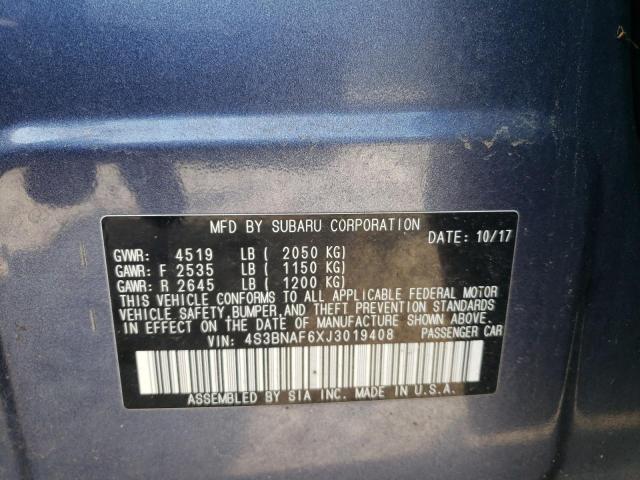 MFD BY SUBARU CORPORATION
DATE: 10/17
GVWR: 4519 LB ( 2050 KG)
GAWR: F 2535 LB ( 1150 KG)
GAWR: R 2645 LB ( 1200 KG)
THIS VEHICLE CONFORMS TO ALL APPLICABLE FEDERAL MOTOR
VEHICLE SAFETY,BUMPER,AND THEFT PREVENTION STANDARDS
IN EFFECT ON THE DATE OF MANUFACTURE SHOWN ABOVE.
VIN: 4S3BNAF6XJ3019408 PASSENGER CAR
ASSEMBLED BY SIA INC. MADE IN U.S.A.